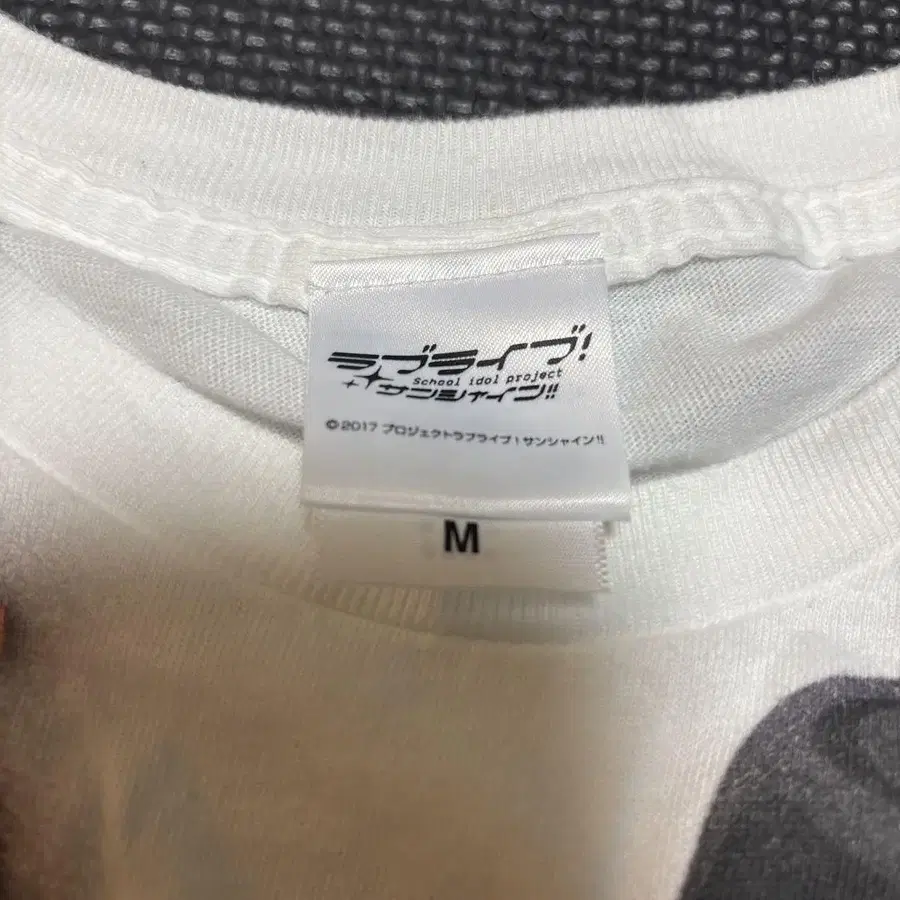 ラブライブ!
School idol project
サンシャイン!!
©2017 プロジェクトラブライブ!サンシャイン!!
M